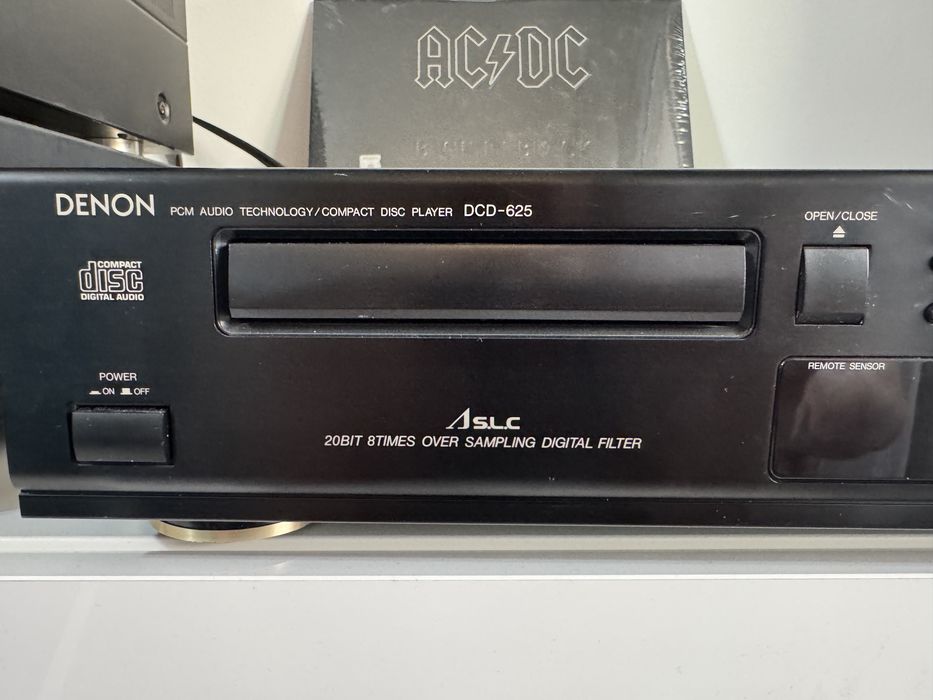 AC⚡DC
DENON PCM AUDIO TECHNOLOGY/COMPACT DISC PLAYER DCD-625
OPEN/CLOSE
COMPACT
disc
DIGITAL AUDIO
POWER
ON OFF
REMOTE SENSOR
S.L.C
20BIT 8TIMES OVER SAMPLING DIGITAL FILTER